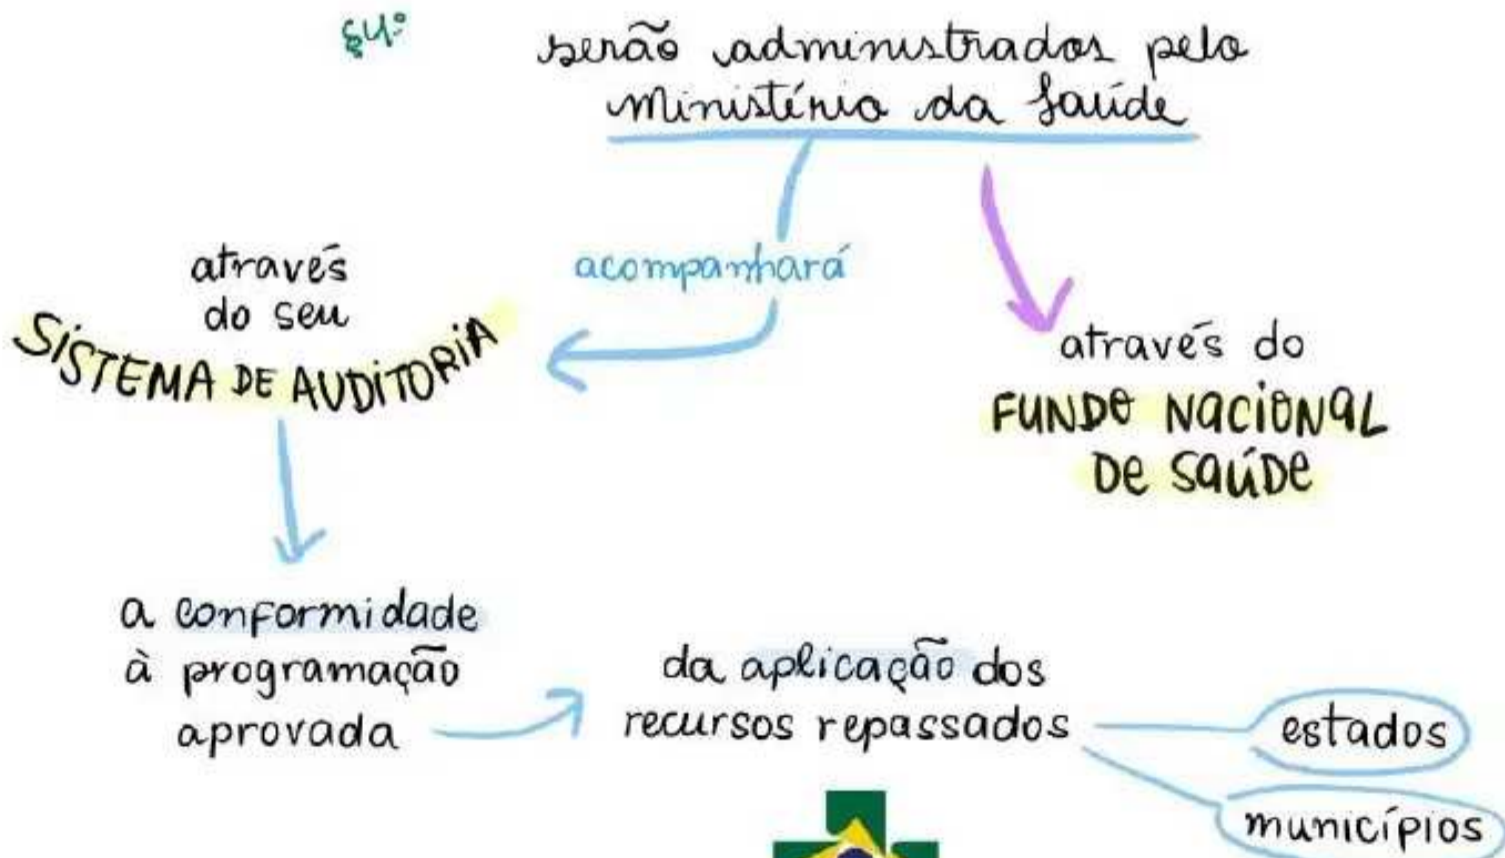 §4º
serão administrados pelo
Ministério da Saúde
acompanhará
através
do seu
SISTEMA DE AUDITORIA
através do
FUNDO NACIONAL
DE SAÚDE
a conformidade
à programação
aprovada
da aplicação dos
recursos repassados
estados
municípios